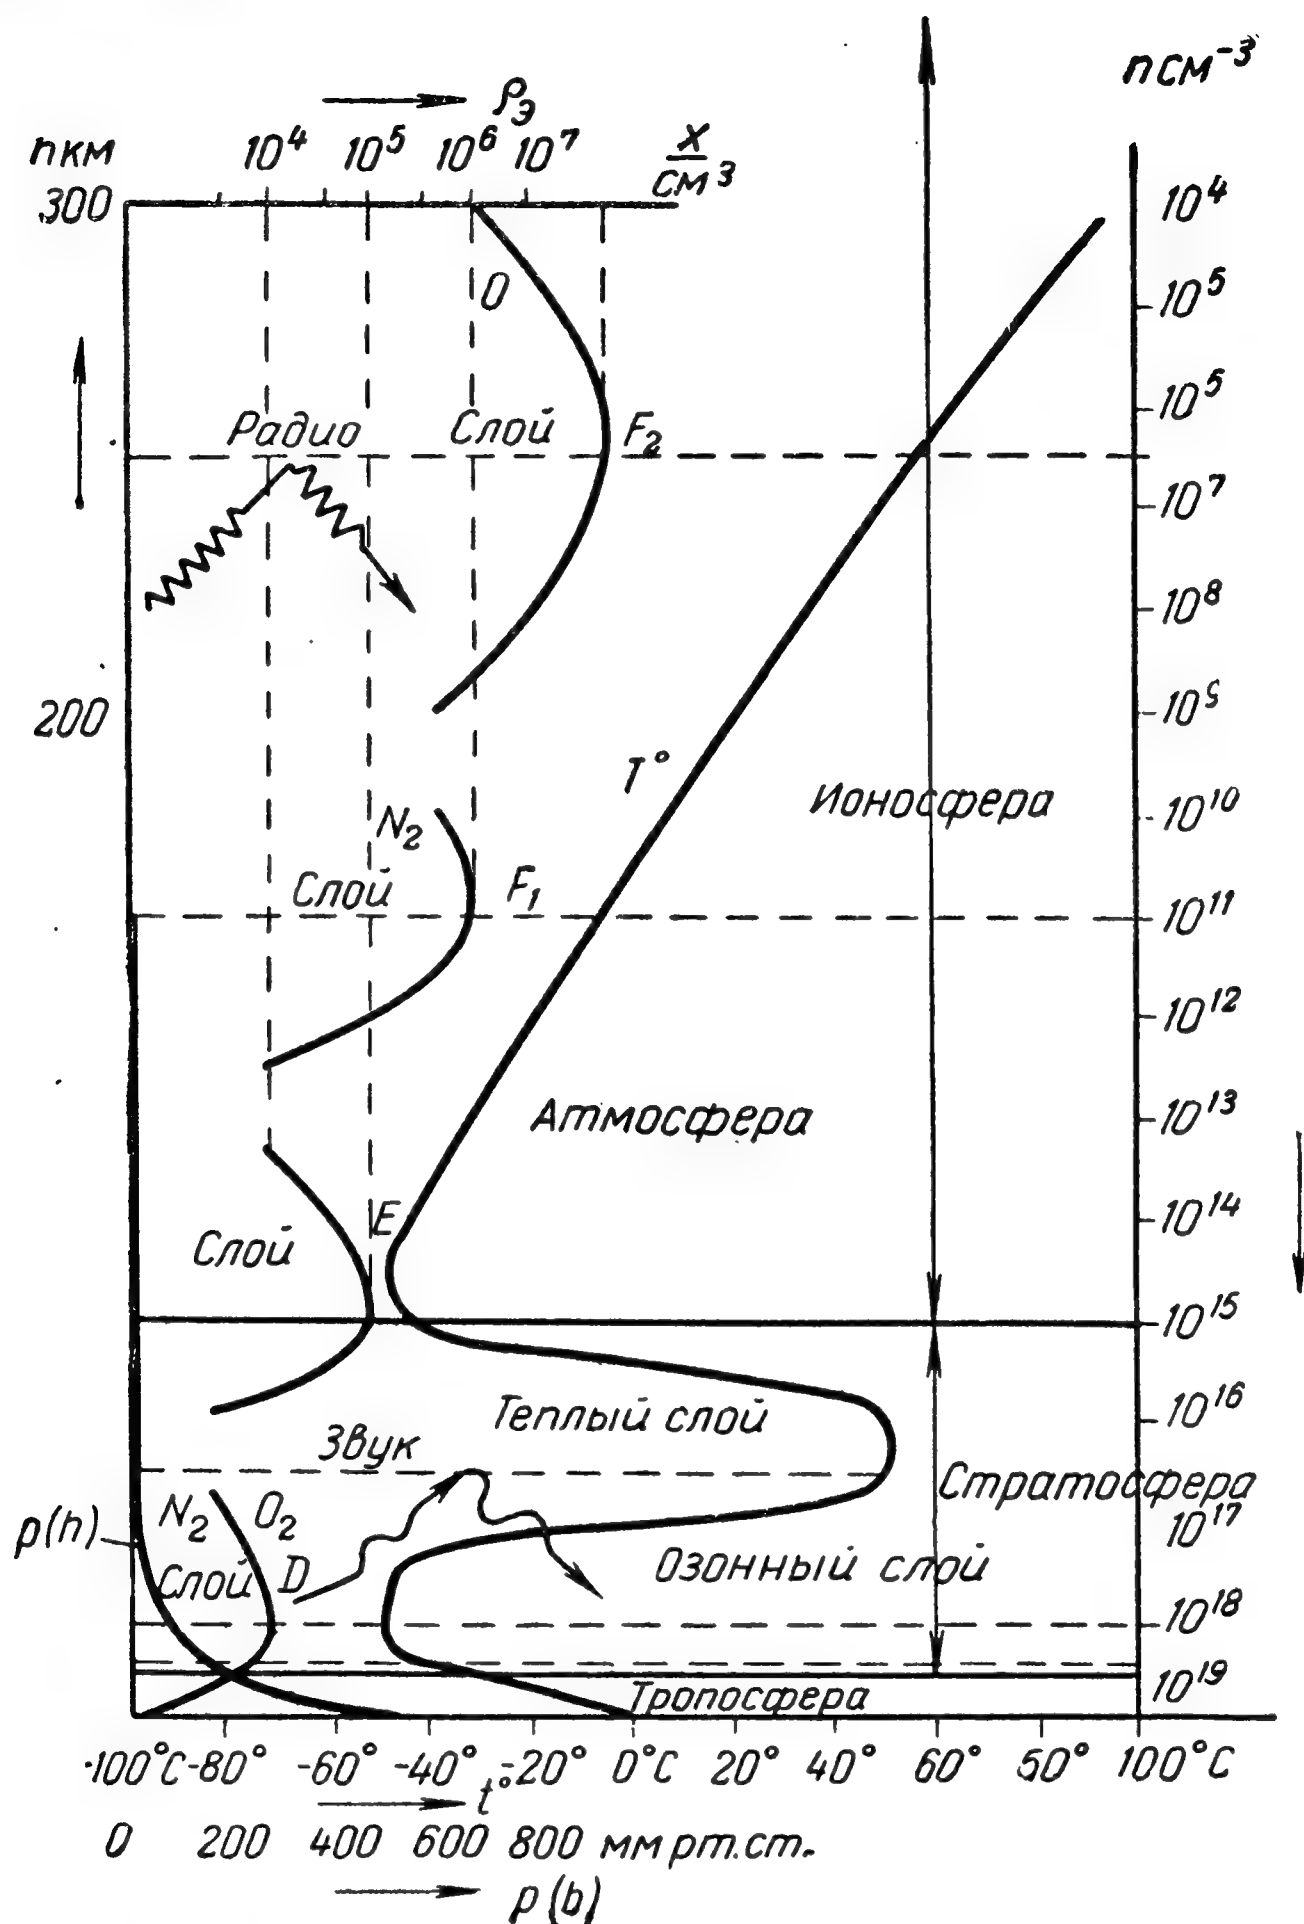 n см⁻³
ρэ
nкм 10⁴ 10⁵ 10⁶ 10⁷ x/см³
300
10⁴
O
10⁵
10⁵
Радио Слой F₂
10⁷
10⁸
200
10⁹
T°
N₂ Ионосфера 10¹⁰
Слой F₁
10¹¹
10¹²
Атмосфера 10¹³
E 10¹⁴
Слой
10¹⁵
Теплый слой 10¹⁶
Звук
Стратосфера
p(h) N₂ O₂ 10¹⁷
Слой D Озонный слой
10¹⁸
Тропосфера 10¹⁹
-100°C -80° -60° -40° -20° 0°C 20° 40° 60° 50° 100°C
t°
0 200 400 600 800 мм рт.ст.
p(b)